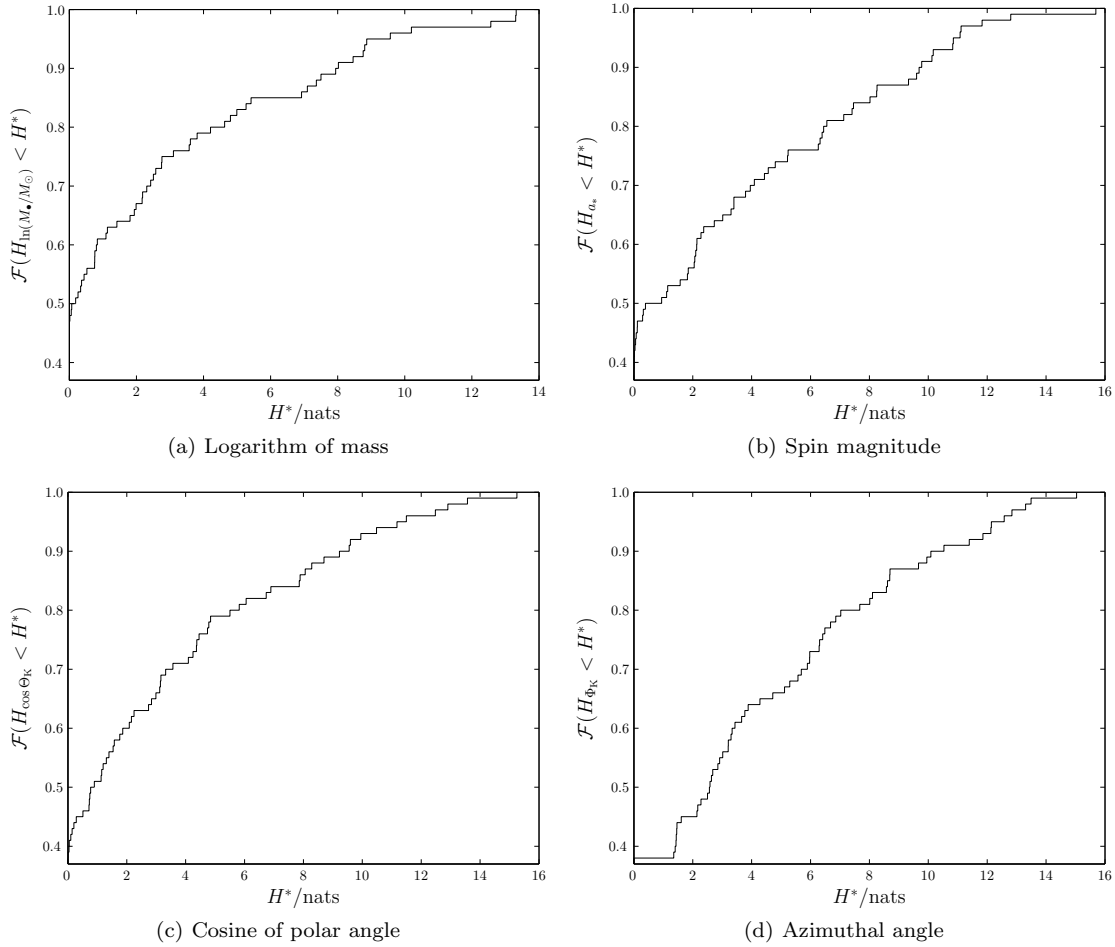 1.0
0.9
0.8
0.7
0.6
0.5
0.4
0 2 4 6 8 10 12 14
ℱ(H_{ln(M_•/M_⊙)} < H*)
H*/nats
(a) Logarithm of mass
1.0
0.9
0.8
0.7
0.6
0.5
0.4
0 2 4 6 8 10 12 14 16
ℱ(H_{a_*} < H*)
H*/nats
(b) Spin magnitude
1.0
0.9
0.8
0.7
0.6
0.5
0.4
0 2 4 6 8 10 12 14 16
ℱ(H_{cos Θ_K} < H*)
H*/nats
(c) Cosine of polar angle
1.0
0.9
0.8
0.7
0.6
0.5
0.4
0 2 4 6 8 10 12 14 16
ℱ(H_{Φ_K} < H*)
H*/nats
(d) Azimuthal angle